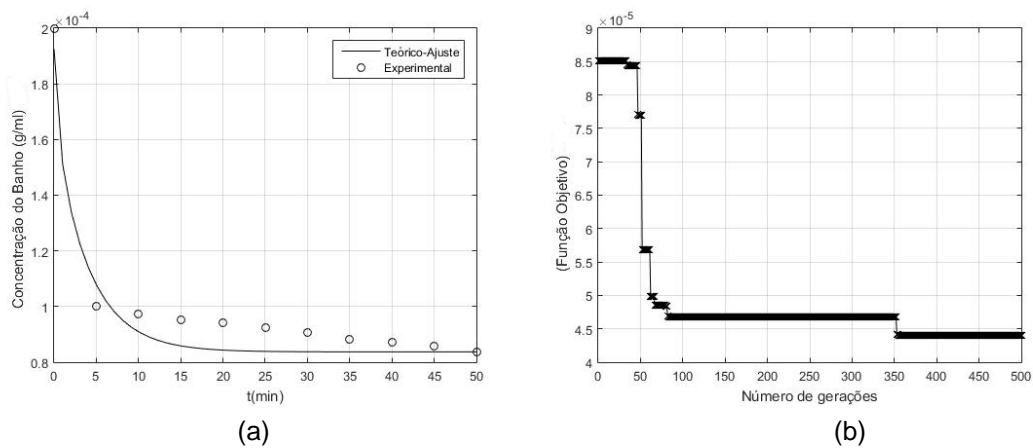 ×10⁻⁴
2
1.8
1.6
1.4
1.2
1
0.8
0 5 10 15 20 25 30 35 40 45 50
Concentração do Banho (g/ml)
t(min)
Teórico-Ajuste
Experimental
(a)
×10⁻⁵
9
8.5
8
7.5
7
6.5
6
5.5
5
4.5
4
0 50 100 150 200 250 300 350 400 450 500
(Função Objetivo)
Número de gerações
(b)